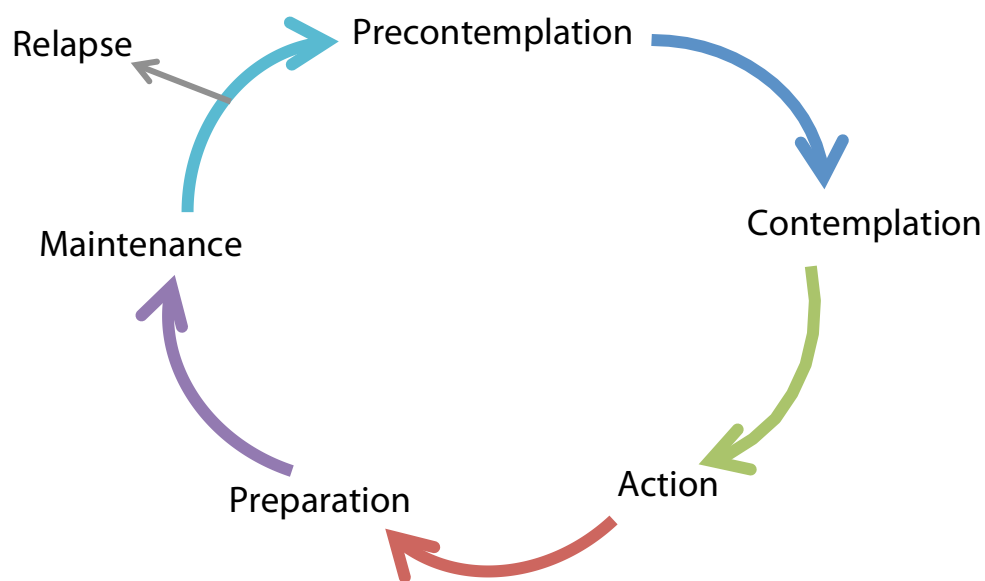 Relapse
Precontemplation
Contemplation
Action
Preparation
Maintenance